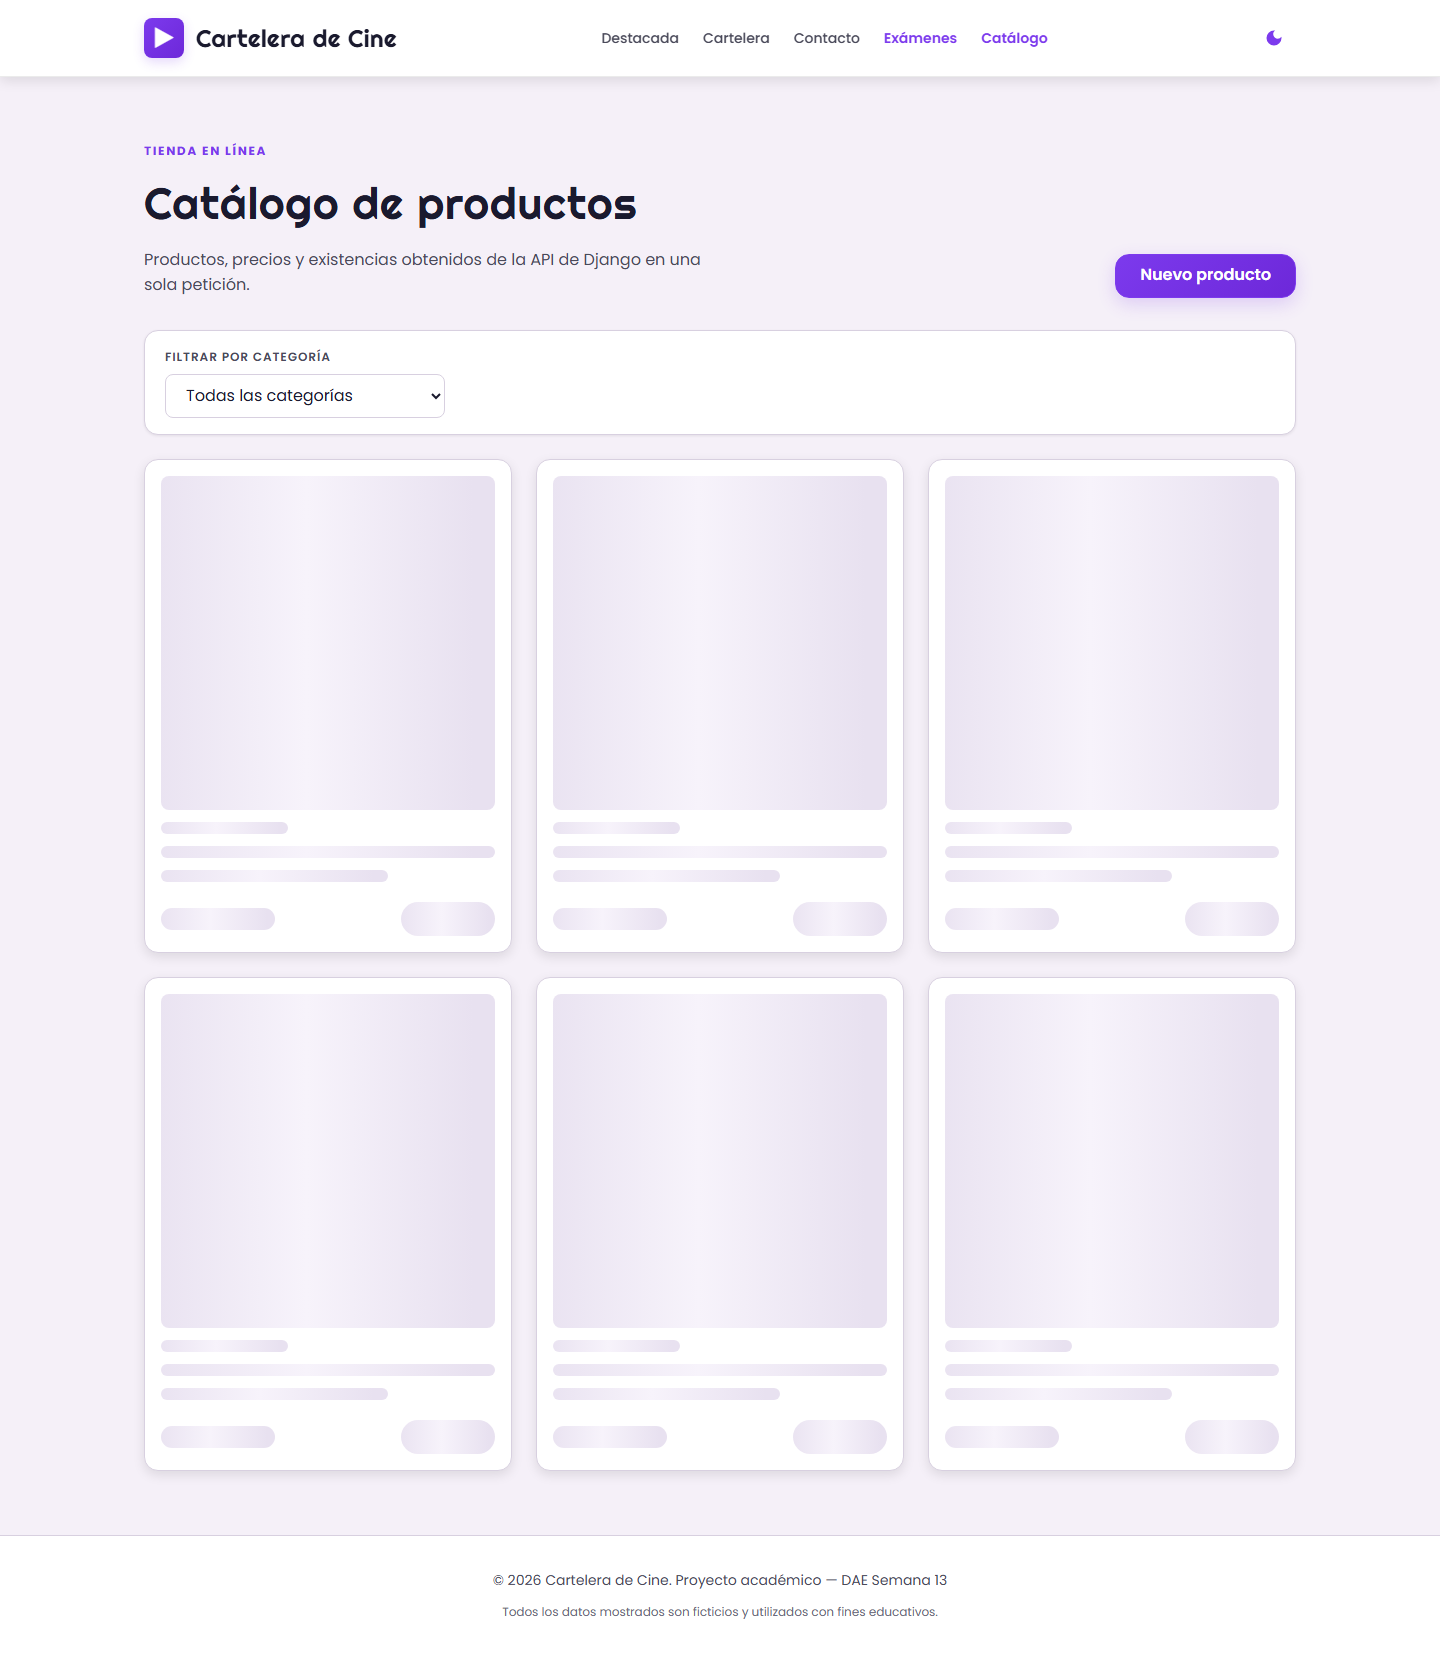 Cartelera de Cine
Destacada
Cartelera
Contacto
Exámenes
Catálogo
TIENDA EN LÍNEA
Catálogo de productos
Productos, precios y existencias obtenidos de la API de Django en una
sola petición.
Nuevo producto
FILTRAR POR CATEGORÍA
Todas las categorías
© 2026 Cartelera de Cine. Proyecto académico — DAE Semana 13
Todos los datos mostrados son ficticios y utilizados con fines educativos.